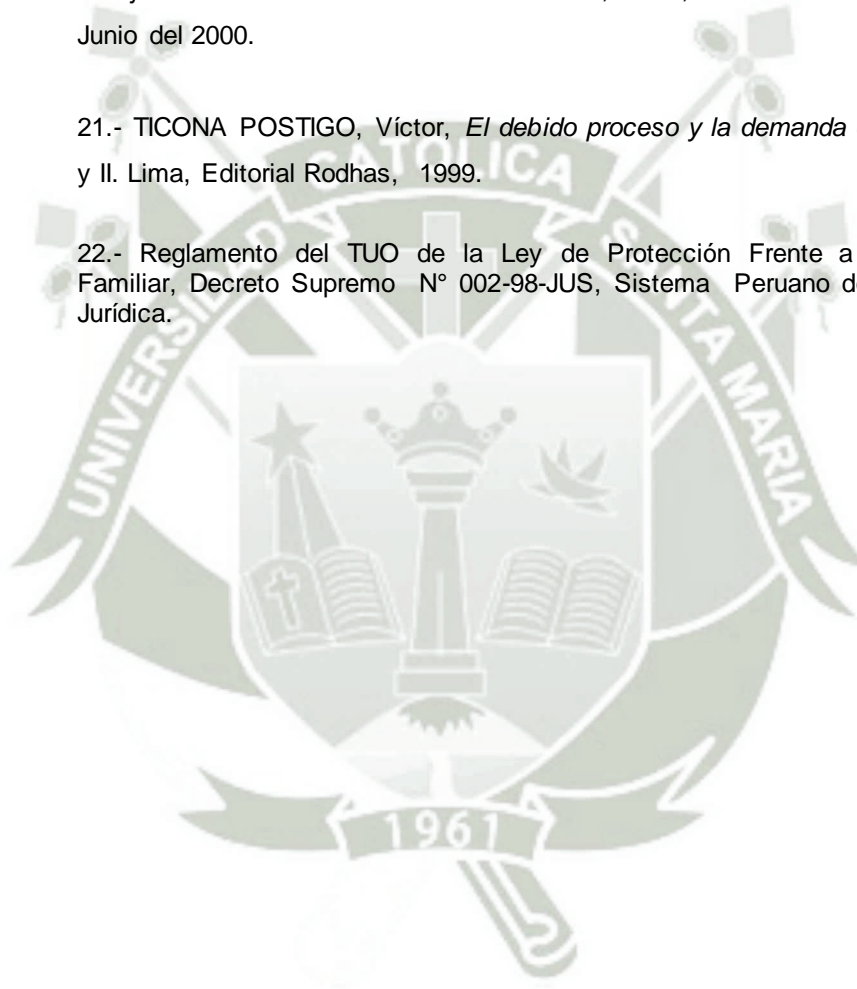 Junio del 2000.
21.- TICONA POSTIGO, Víctor, El debido proceso y la demanda
y II. Lima, Editorial Rodhas, 1999.
22.- Reglamento del TUO de la Ley de Protección Frente a
Familiar, Decreto Supremo N° 002-98-JUS, Sistema Peruano
Jurídica.
UNIVERSIDAD CATOLICA SANTA MARIA
1961